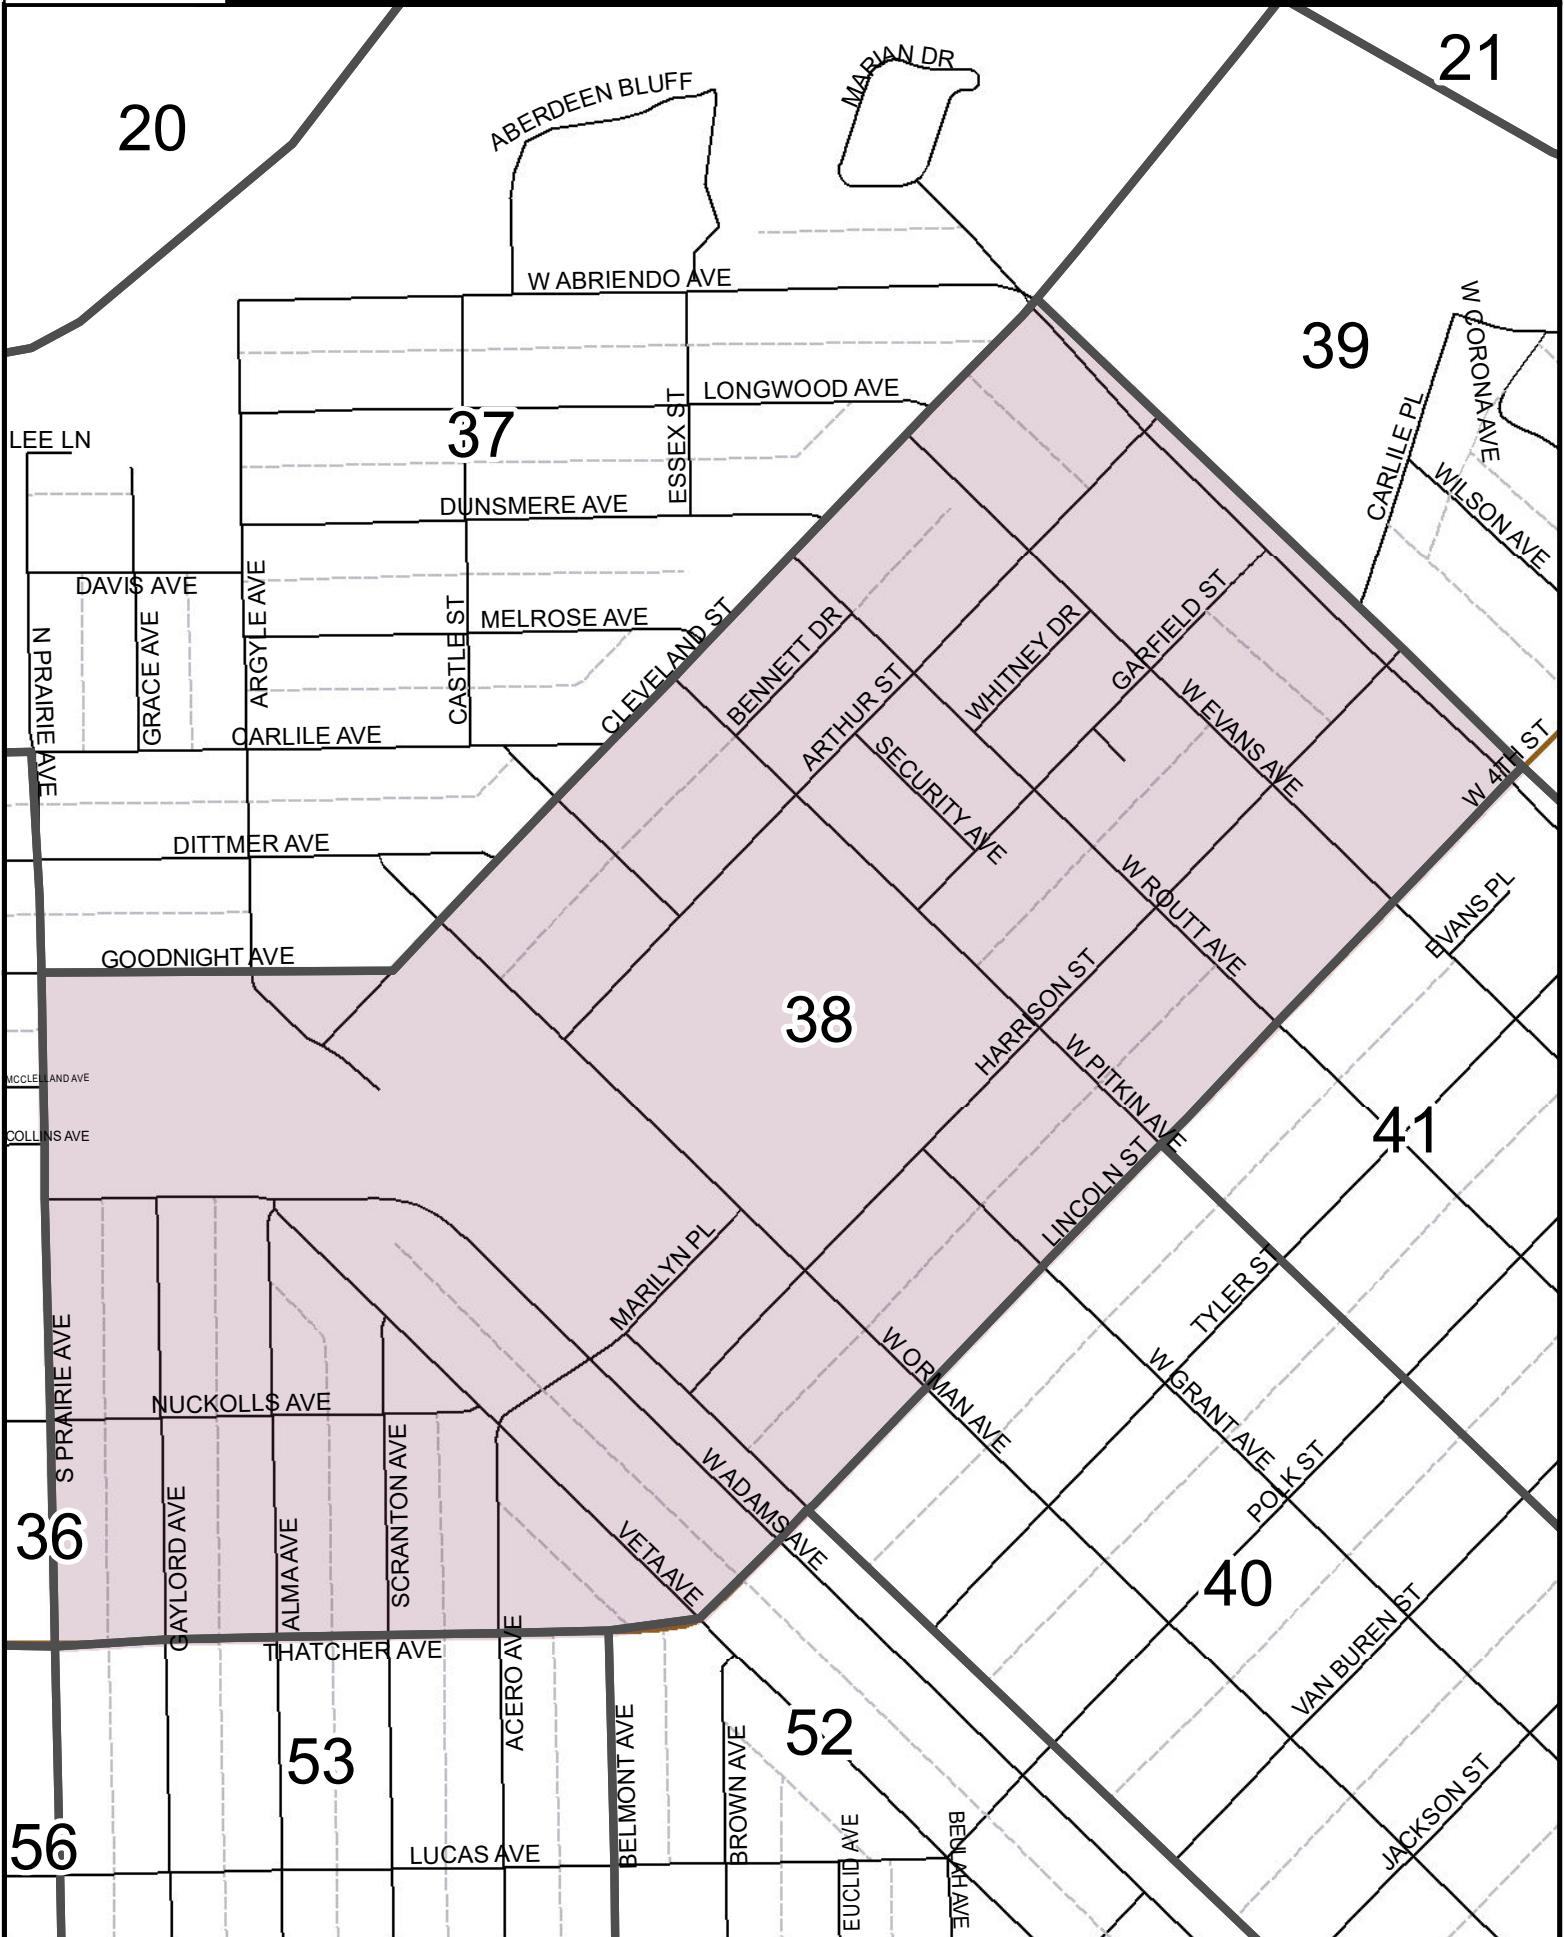 21
20
MARIAN DR
ABERDEEN BLUFF
W ABRIENDO AVE
39
W CORONA AVE
LONGWOOD AVE
37
ESSEX ST
CARLILE PL
LEE LN
WILSON AVE
DUNSMERE AVE
DAVIS AVE
N PRAIRIE AVE
GRACE AVE
ARGYLE AVE
CASTLE ST
MELROSE AVE
CLEVELAND ST
BENNETT DR
ARTHUR ST
WHITNEY DR
GARFIELD ST
W EVANS AVE
CARLILE AVE
SECURITY AVE
W 4TH ST
DITTMER AVE
W ROUTT AVE
EVANS PL
GOODNIGHT AVE
38
HARRISON ST
W PITKIN AVE
MCCLELLAND AVE
COLLINS AVE
41
LINCOLN ST
MARILYN PL
TYLER ST
S PRAIRIE AVE
W ORMAN AVE
W GRANT AVE
NUCKOLLS AVE
POLK ST
SCRANTON AVE
W ADAMS AVE
36
GAYLORD AVE
ALMA AVE
VETA AVE
40
THATCHER AVE
ACERO AVE
VAN BUREN ST
52
53
BELMONT AVE
BROWN AVE
JACKSON ST
56
LUCAS AVE
EUCLID AVE
BEULAH AVE